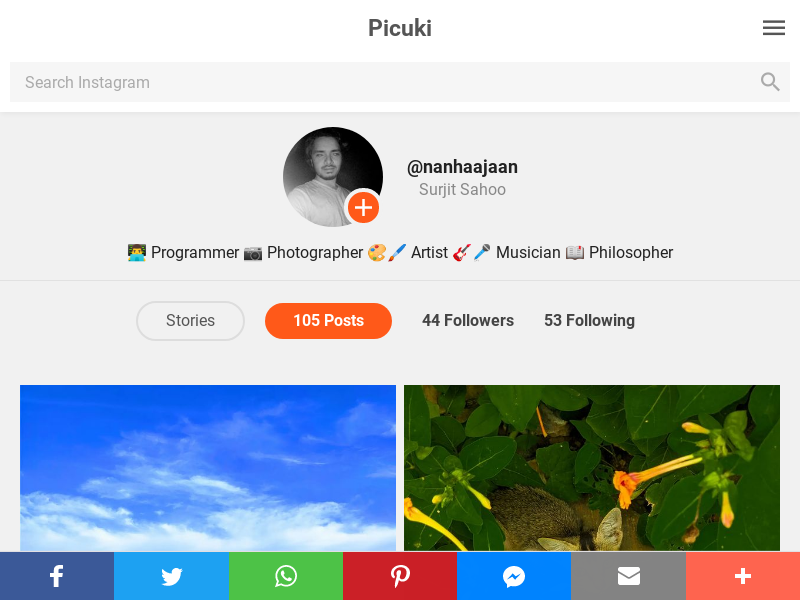 Picuki
Search Instagram
@nanhaajaan
Surjit Sahoo
👨‍💻 Programmer 📷 Photographer 🎨🖌️ Artist 🎸🎤 Musician 📖 Philosopher
Stories
105 Posts
44 Followers
53 Following